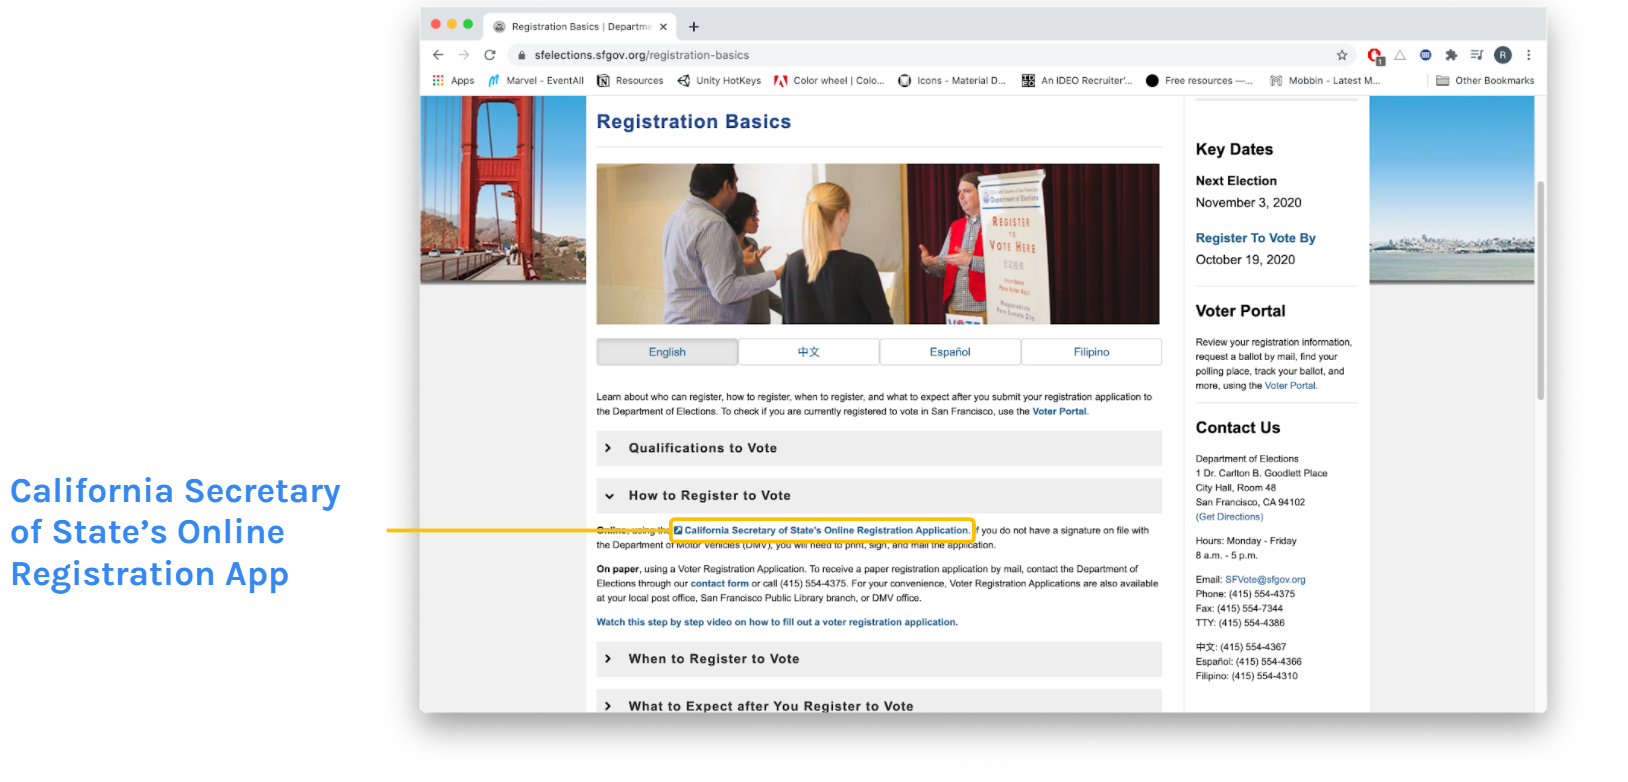 Registration Basics | Departme
sfelections.sfgov.org/registration-basics
R
1
Apps
Marvel - EventAll
Resources
Unity HotKeys
Color wheel | Colo...
Icons - Material D...
An IDEO Recruiter'...
Free resources —...
Mobbin - Latest M...
Other Bookmarks
Registration Basics
Department of Elections
REGISTER
TO
VOTE HERE
VOTE
English
中文
Español
Filipino
Learn about who can register, how to register, when to register, and what to expect after you submit your registration application to
the Department of Elections. To check if you are currently registered to vote in San Francisco, use the Voter Portal.
Qualifications to Vote
How to Register to Vote
Online, using the California Secretary of State's Online Registration Application. If you do not have a signature on file with
the Department of Motor Vehicles (DMV), you will need to print, sign, and mail the application.
On paper, using a Voter Registration Application. To receive a paper registration application by mail, contact the Department of
Elections through our contact form or call (415) 554-4375. For your convenience, Voter Registration Applications are also available
at your local post office, San Francisco Public Library branch, or DMV office.
Watch this step by step video on how to fill out a voter registration application.
When to Register to Vote
What to Expect after You Register to Vote
Key Dates
Next Election
November 3, 2020
Register To Vote By
October 19, 2020
Voter Portal
Review your registration information,
request a ballot by mail, find your
polling place, track your ballot, and
more, using the Voter Portal.
Contact Us
Department of Elections
1 Dr. Carlton B. Goodlett Place
City Hall, Room 48
San Francisco, CA 94102
(Get Directions)
Hours: Monday - Friday
8 a.m. - 5 p.m.
Email: SFVote@sfgov.org
Phone: (415) 554-4375
Fax: (415) 554-7344
TTY: (415) 554-4386
中文: (415) 554-4367
Español: (415) 554-4366
Filipino: (415) 554-4310
California Secretary
of State’s Online
Registration App